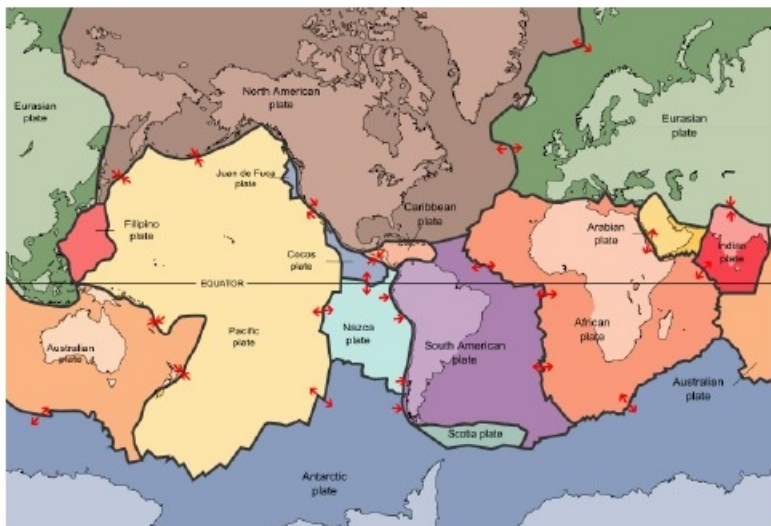 North American
plate
Eurasian
plate
Eurasian
plate
Juan de Fuca
plate
Caribbean
plate
Filipino
plate
Arabian
plate
Indian
plate
Cocos
plate
EQUATOR
Australian
plate
Pacific
plate
Nazca
plate
South American
plate
African
plate
Australian
plate
Scotia plate
Antarctic
plate